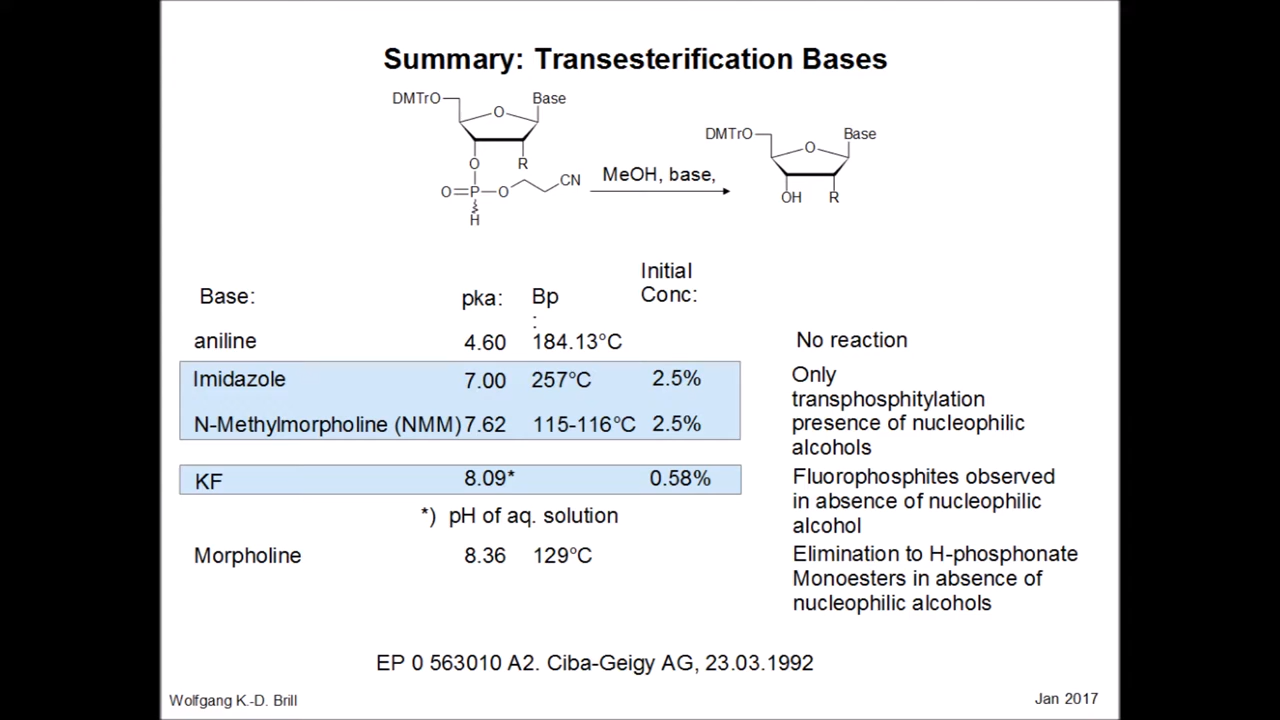 Summary: Transesterification Bases
DMTrO
Base
O
O
R
O=P-O
CN
H
MeOH, base,
DMTrO
Base
O
OH
R
Base:
pka:
Bp
:
Initial
Conc:
aniline 4.60 184.13°C No reaction
Imidazole 7.00 257°C 2.5%
N-Methylmorpholine (NMM) 7.62 115-116°C 2.5%
Only
transphosphitylation
presence of nucleophilic
alcohols
KF 8.09* 0.58%
Fluorophosphites observed
in absence of nucleophilic
alcohol
*) pH of aq. solution
Morpholine 8.36 129°C
Elimination to H-phosphonate
Monoesters in absence of
nucleophilic alcohols
EP 0 563010 A2. Ciba-Geigy AG, 23.03.1992
Wolfgang K.-D. Brill
Jan 2017